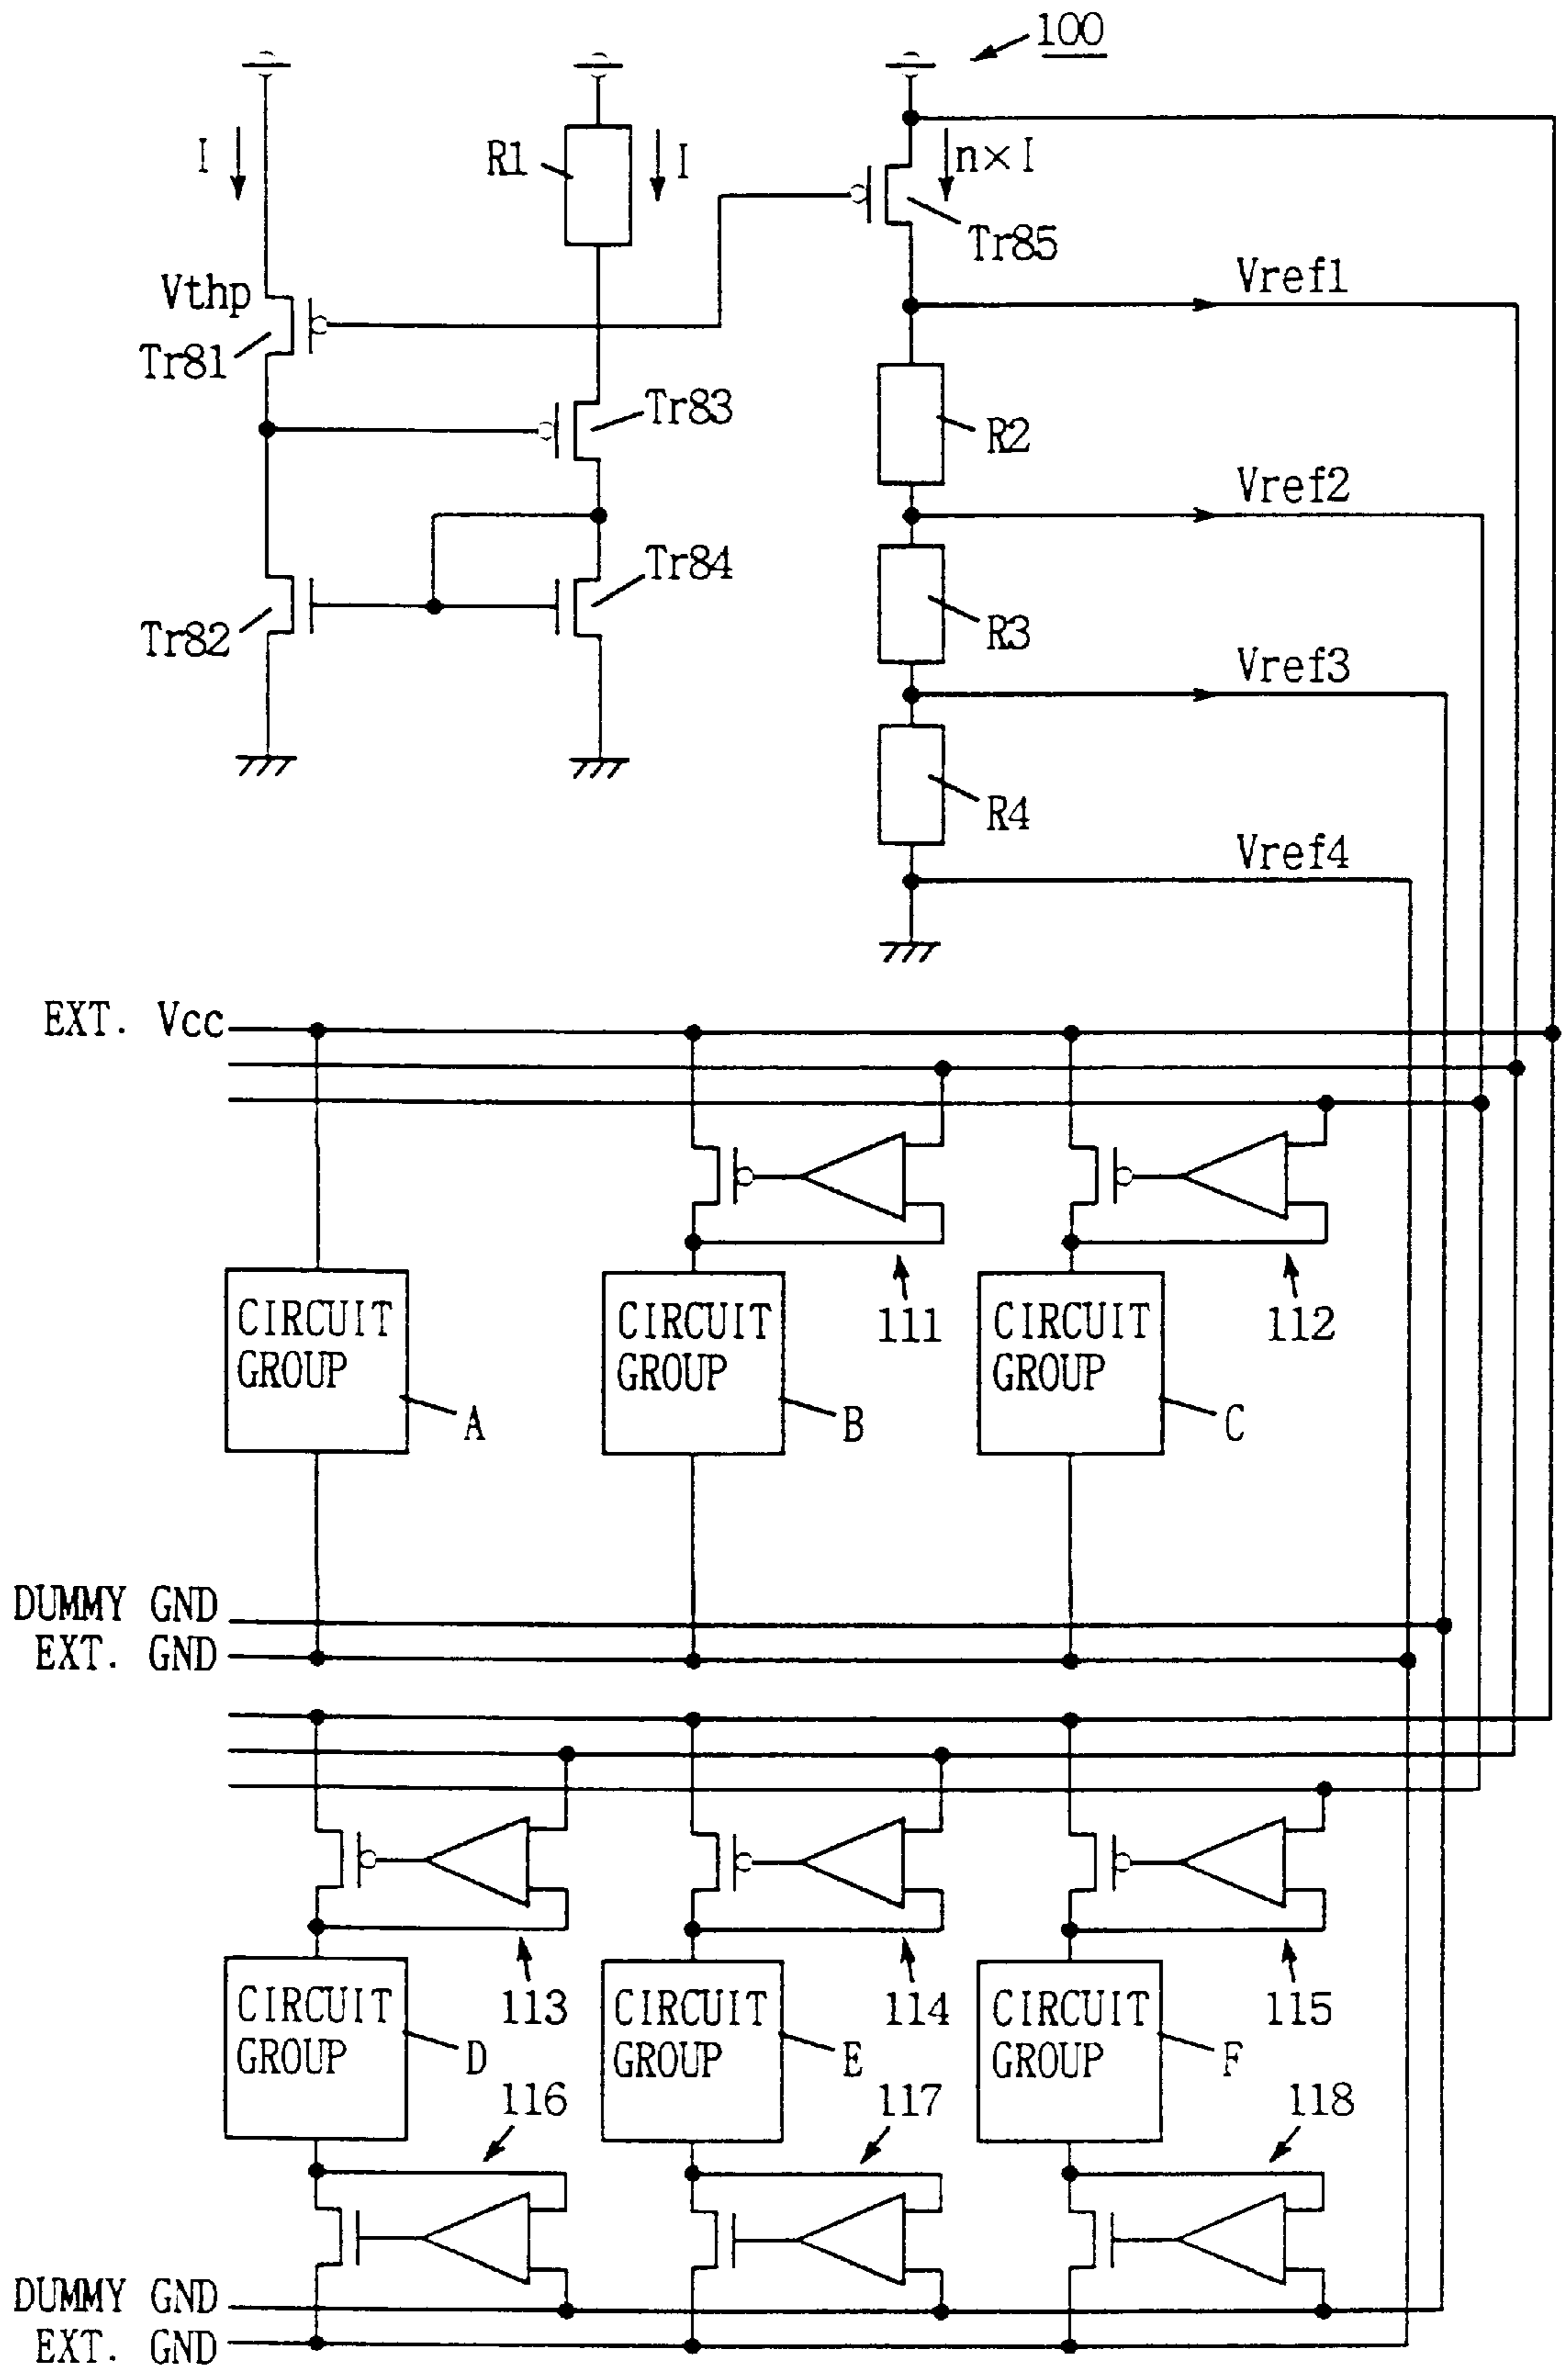 100
I
R1
I
n×I
Tr85
Vthp
Tr81
Vref1
Tr83
R2
Vref2
Tr84
Tr82
R3
Vref3
R4
Vref4
EXT. Vcc
CIRCUIT
GROUP
A
CIRCUIT
GROUP
B
111
CIRCUIT
GROUP
C
112
DUMMY GND
EXT. GND
CIRCUIT
GROUP
D
113
CIRCUIT
GROUP
E
114
CIRCUIT
GROUP
F
115
116
117
118
DUMMY GND
EXT. GND